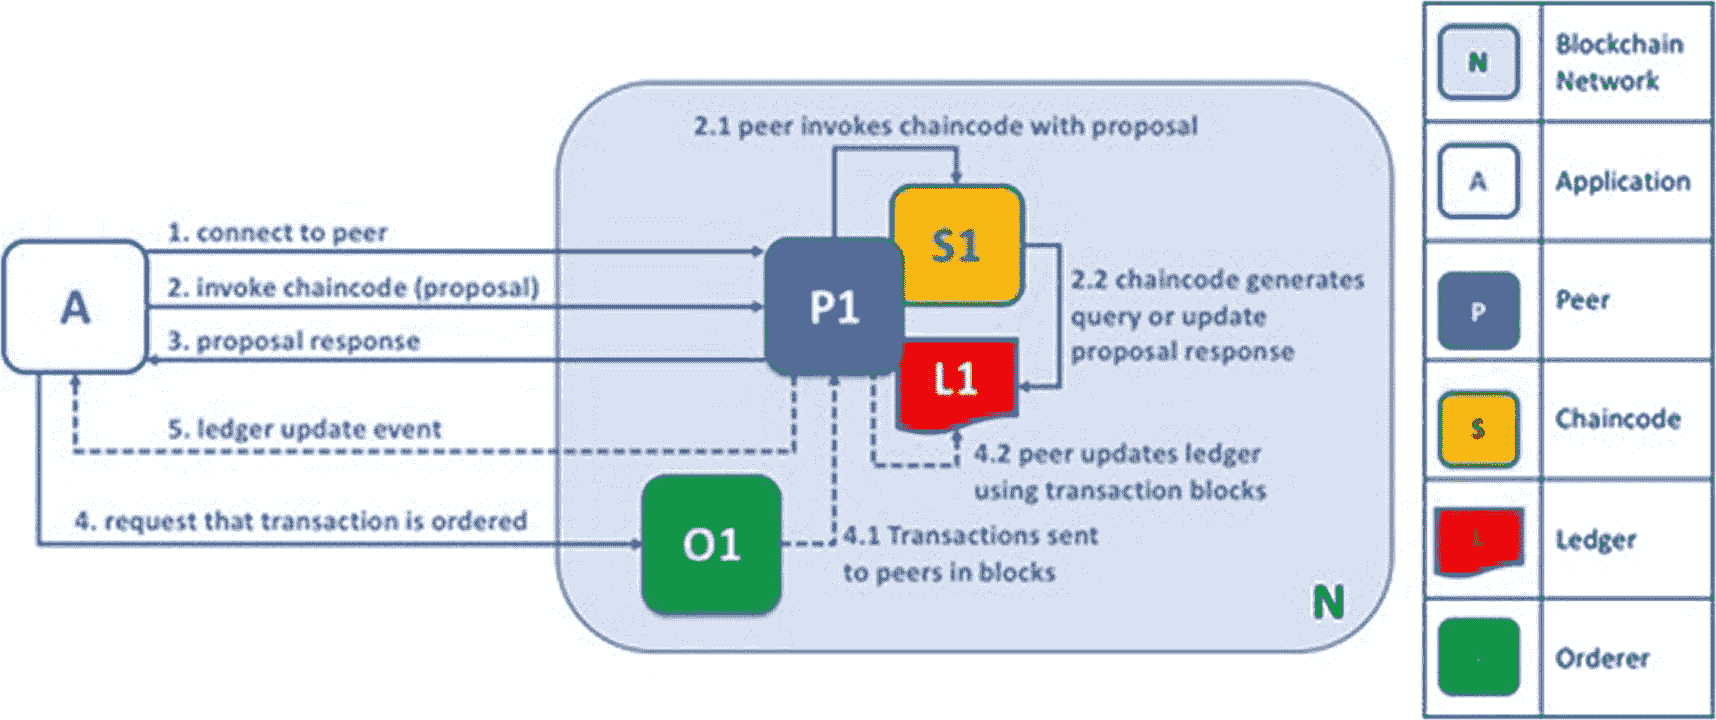 2.1 peer invokes chaincode with proposal
1. connect to peer
2. invoke chaincode (proposal)
3. proposal response
A
P1
S1
L1
2.2 chaincode generates
query or update
proposal response
5. ledger update event
4.2 peer updates ledger
using transaction blocks
4. request that transaction is ordered
O1
4.1 Transactions sent
to peers in blocks
N
N
Blockchain
Network
A
Application
P
Peer
S
Chaincode
Ledger
Orderer